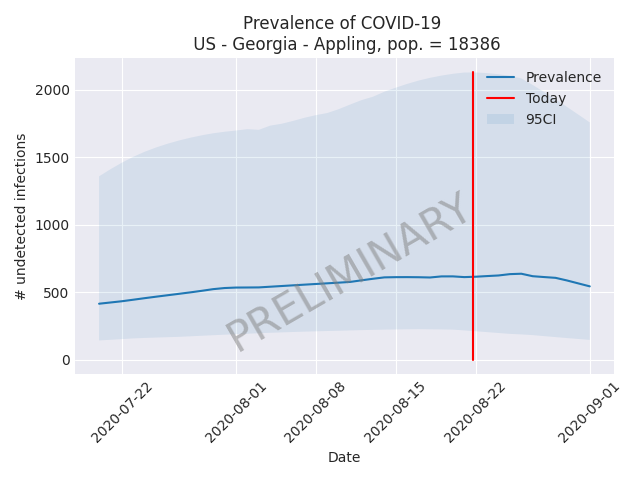 Prevalence of COVID-19
US - Georgia - Appling, pop. = 18386
Prevalence
Today
95CI
# undetected infections
2000
1500
1000
500
0
PRELIMINARY
2020-07-22
2020-08-01
2020-08-08
2020-08-15
2020-08-22
2020-09-01
Date